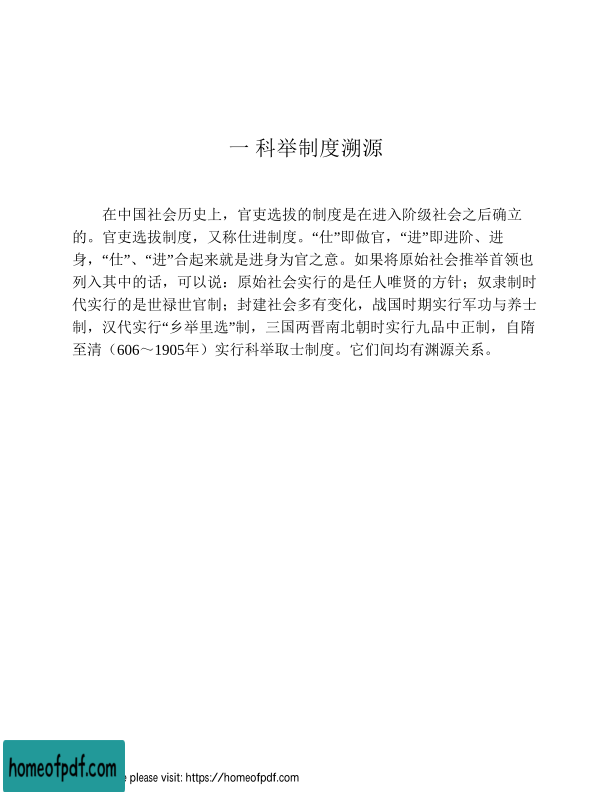 一 科举制度溯源
在中国社会历史上，官吏选拔的制度是在进入阶级社会之后确立
的。官吏选拔制度，又称仕进制度。“仕”即做官，“进”即进阶、进
身，“仕”、“进”合起来就是进身为官之意。如果将原始社会推举首领也
列入其中的话，可以说：原始社会实行的是任人唯贤的方针；奴隶制时
代实行的是世禄世官制；封建社会多有变化，战国时期实行军功与养士
制，汉代实行“乡举里选”制，三国两晋南北朝时实行九品中正制，自隋
至清（606～1905年）实行科举取士制度。它们间均有渊源关系。
homeofpdf.com
please visit: https://homeofpdf.com